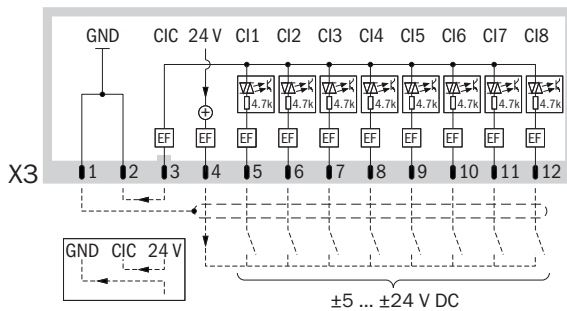 GND CIC 24 V CI1 CI2 CI3 CI4 CI5 CI6 CI7 CI8
4.7k 4.7k 4.7k 4.7k 4.7k 4.7k 4.7k 4.7k
EF EF EF EF EF EF EF EF EF EF
X3 1 2 3 4 5 6 7 8 9 10 11 12
GND CIC 24 V
±5 ... ±24 V DC